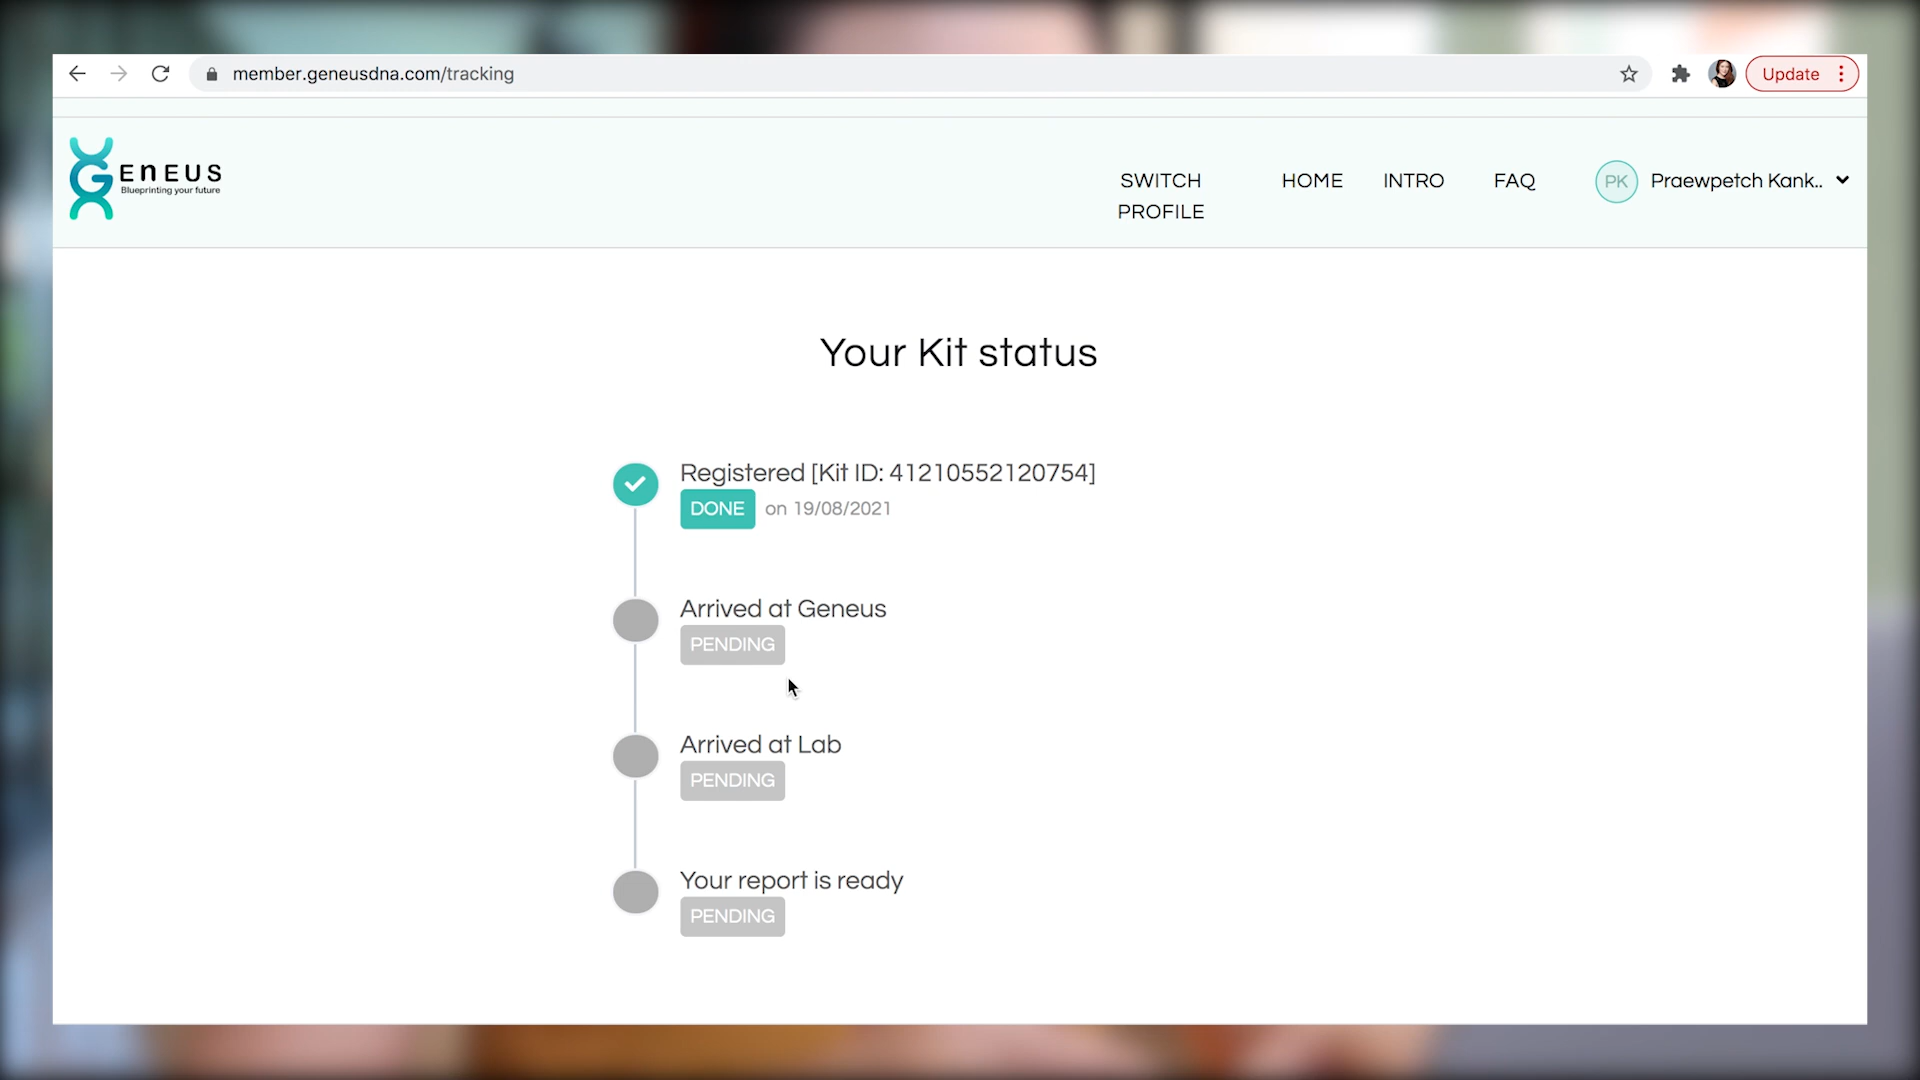 member.geneusdna.com/tracking
Update
GENEUS
Blueprinting your future
SWITCH PROFILE
HOME
INTRO
FAQ
PK
Praewpetch Kank..
Your Kit status
Registered [Kit ID: 41210552120754]
DONE on 19/08/2021
Arrived at Geneus
PENDING
Arrived at Lab
PENDING
Your report is ready
PENDING